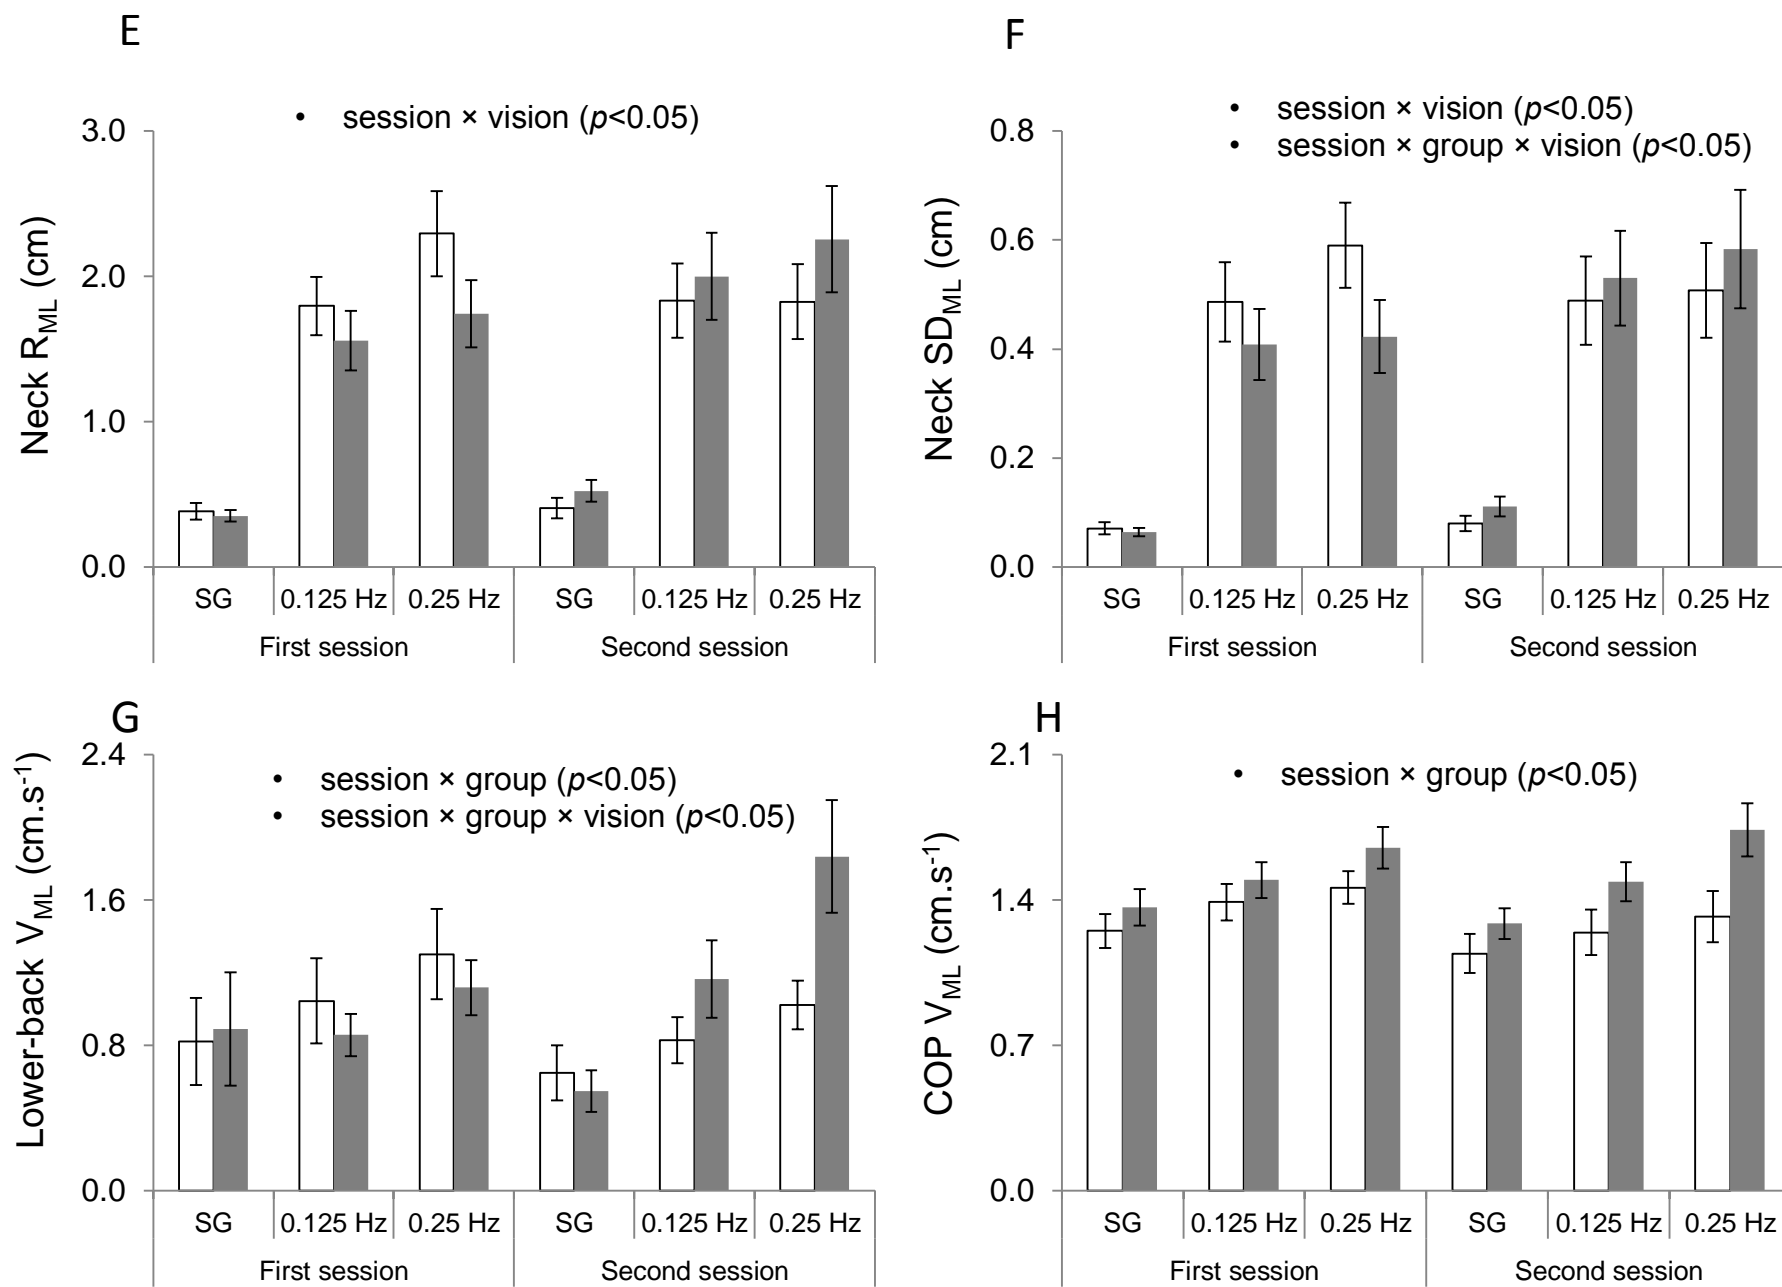 E
• session × vision (p<0.05)
Neck R_ML (cm)
3.0
2.0
1.0
0.0
SG 0.125 Hz 0.25 Hz SG 0.125 Hz 0.25 Hz
First session Second session
F
• session × vision (p<0.05)
• session × group × vision (p<0.05)
Neck SD_ML (cm)
0.8
0.6
0.4
0.2
0.0
SG 0.125 Hz 0.25 Hz SG 0.125 Hz 0.25 Hz
First session Second session
G
• session × group (p<0.05)
• session × group × vision (p<0.05)
Lower-back V_ML (cm.s⁻¹)
2.4
1.6
0.8
0.0
SG 0.125 Hz 0.25 Hz SG 0.125 Hz 0.25 Hz
First session Second session
H
• session × group (p<0.05)
COP V_ML (cm.s⁻¹)
2.1
1.4
0.7
0.0
SG 0.125 Hz 0.25 Hz SG 0.125 Hz 0.25 Hz
First session Second session